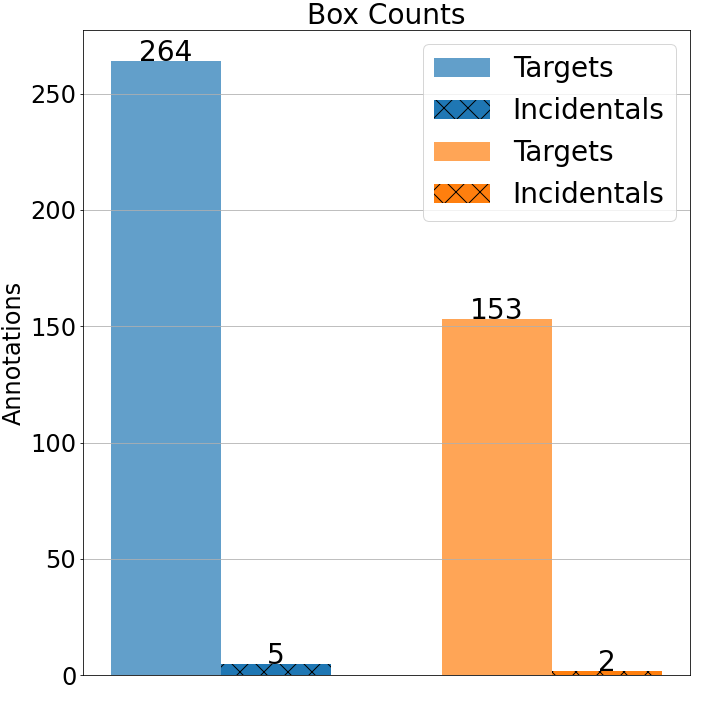 Box Counts
264
Targets
Incidentals
Targets
Incidentals
250
200
153
150
Annotations
100
50
5
2
0